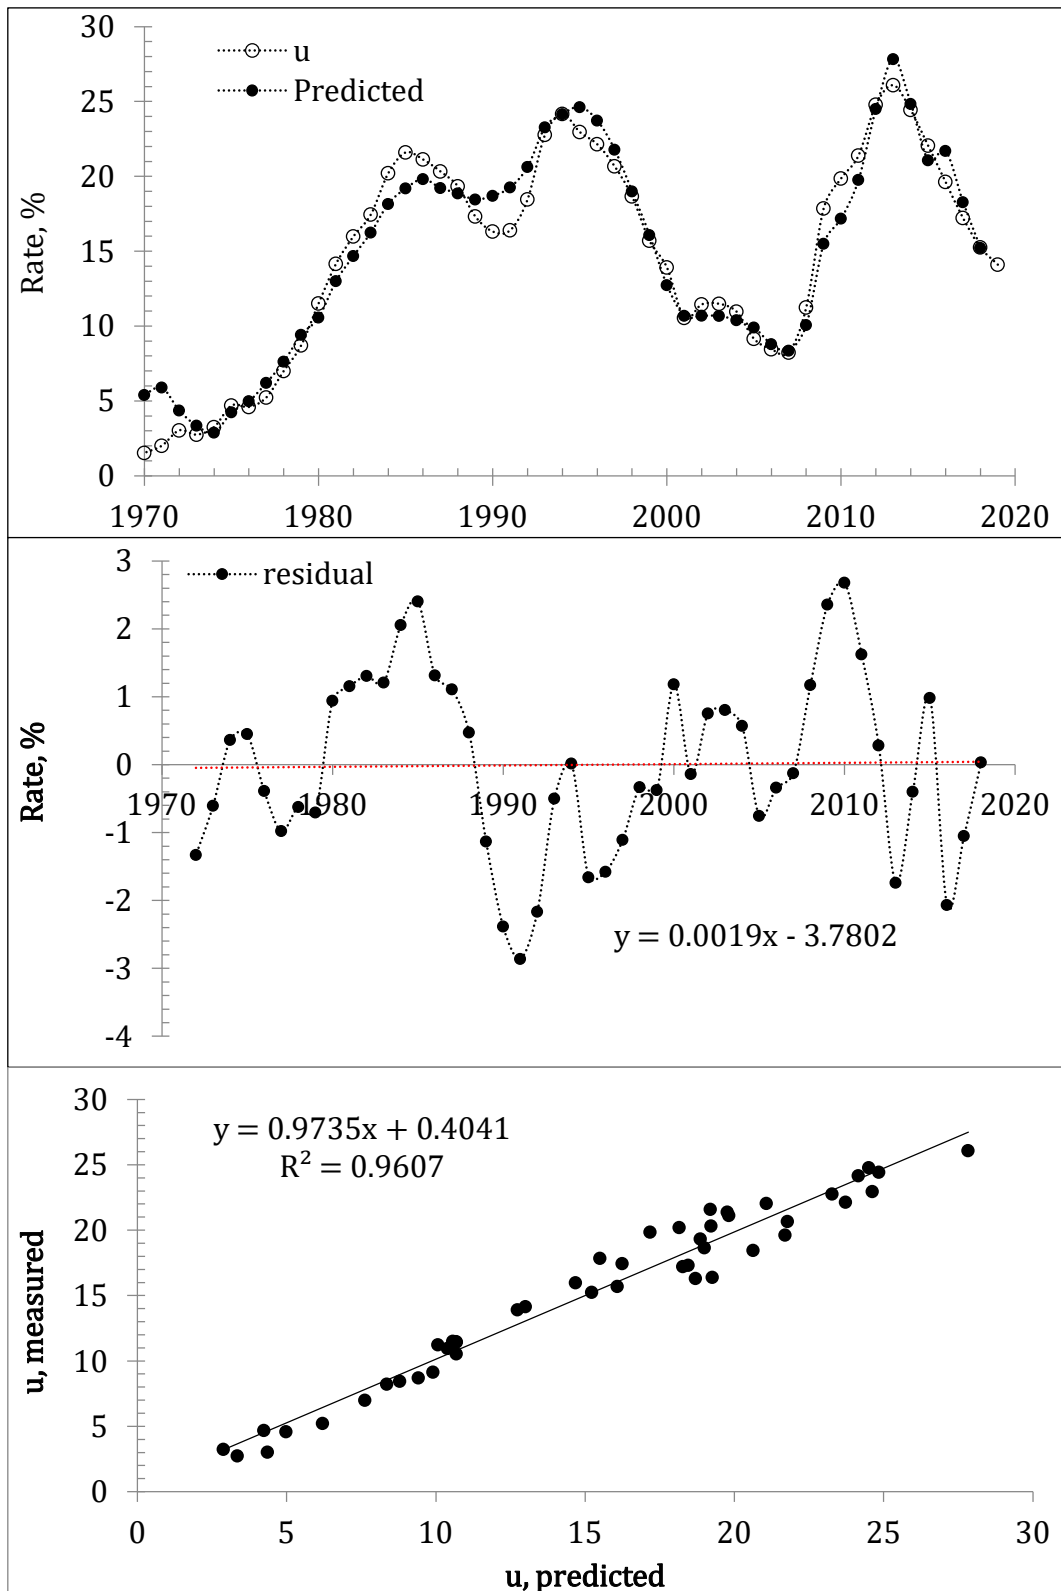 30
25
20
15
10
5
0
Rate, %
u
Predicted
1970 1980 1990 2000 2010 2020
3
2
1
0
-1
-2
-3
-4
Rate, %
residual
1970 1980 1990 2000 2010 2020
y = 0.0019x - 3.7802
30
25
20
15
10
5
0
u, measured
y = 0.9735x + 0.4041
R² = 0.9607
0 5 10 15 20 25 30
u, predicted